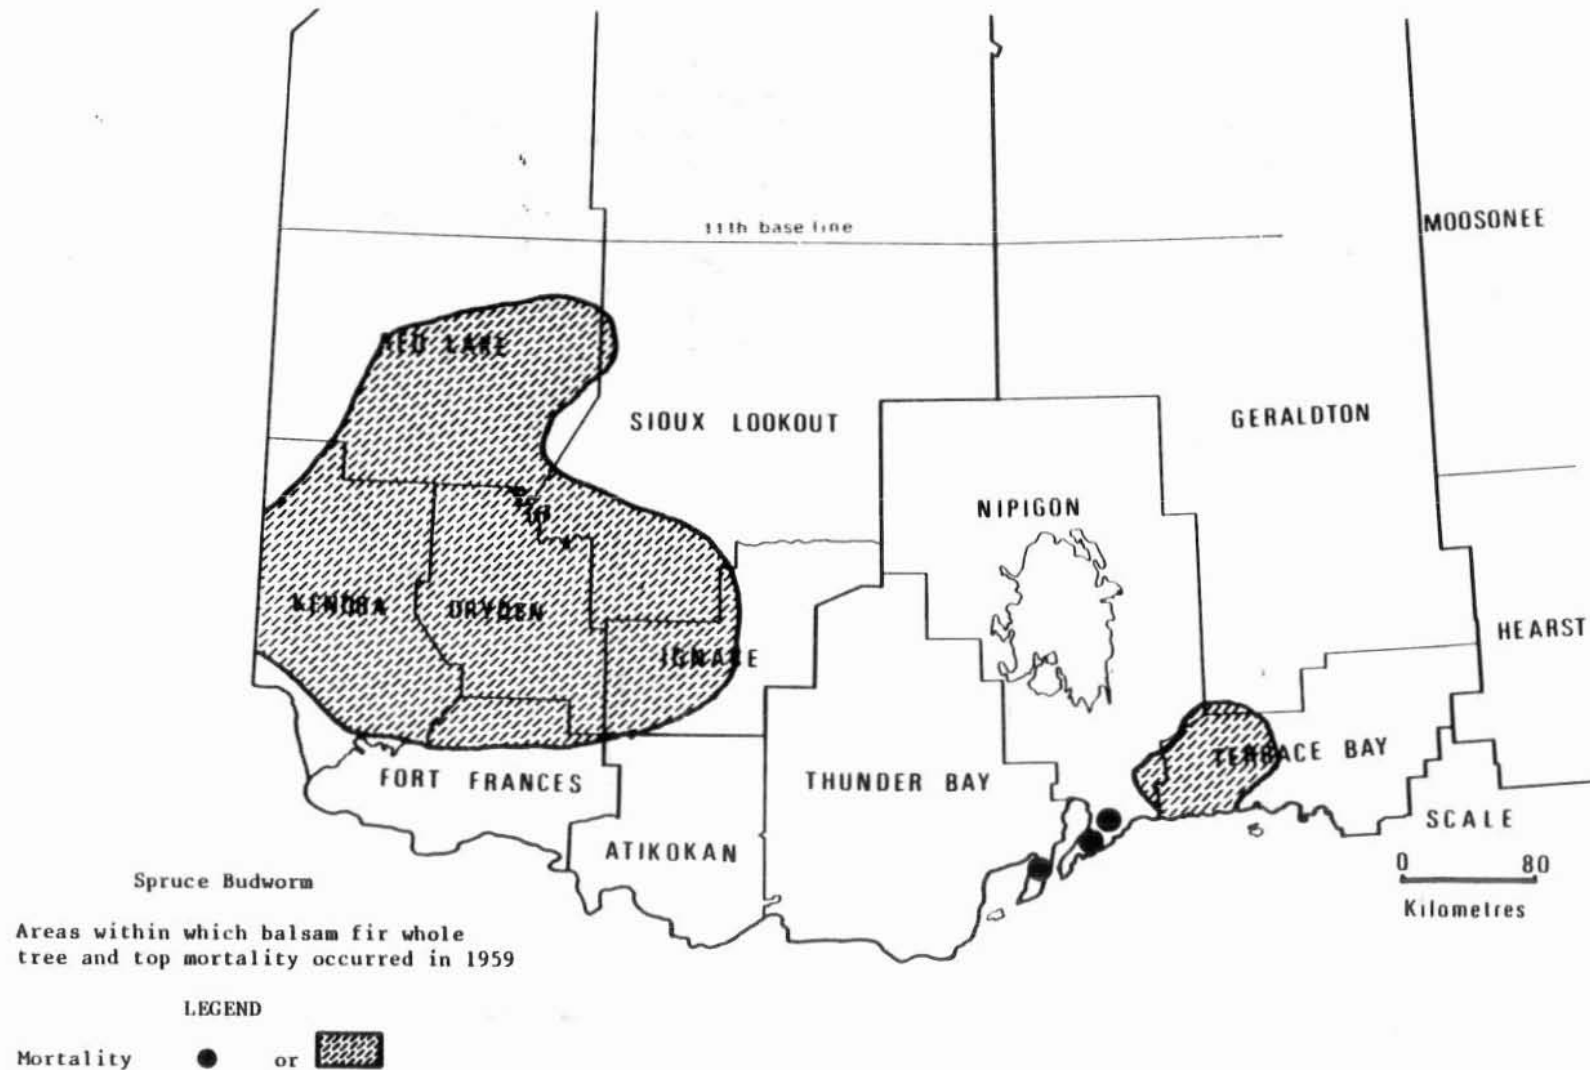 11th base line
MOOSONEE
RED LAKE
SIOUX LOOKOUT
GERALDTON
NIPIGON
KENORA
DRYDEN
HEARST
IGNACE
TERRACE BAY
FORT FRANCES
THUNDER BAY
ATIKOKAN
SCALE
0 80
Kilometres
Spruce Budworm
Areas within which balsam fir whole
tree and top mortality occurred in 1959
LEGEND
Mortality or